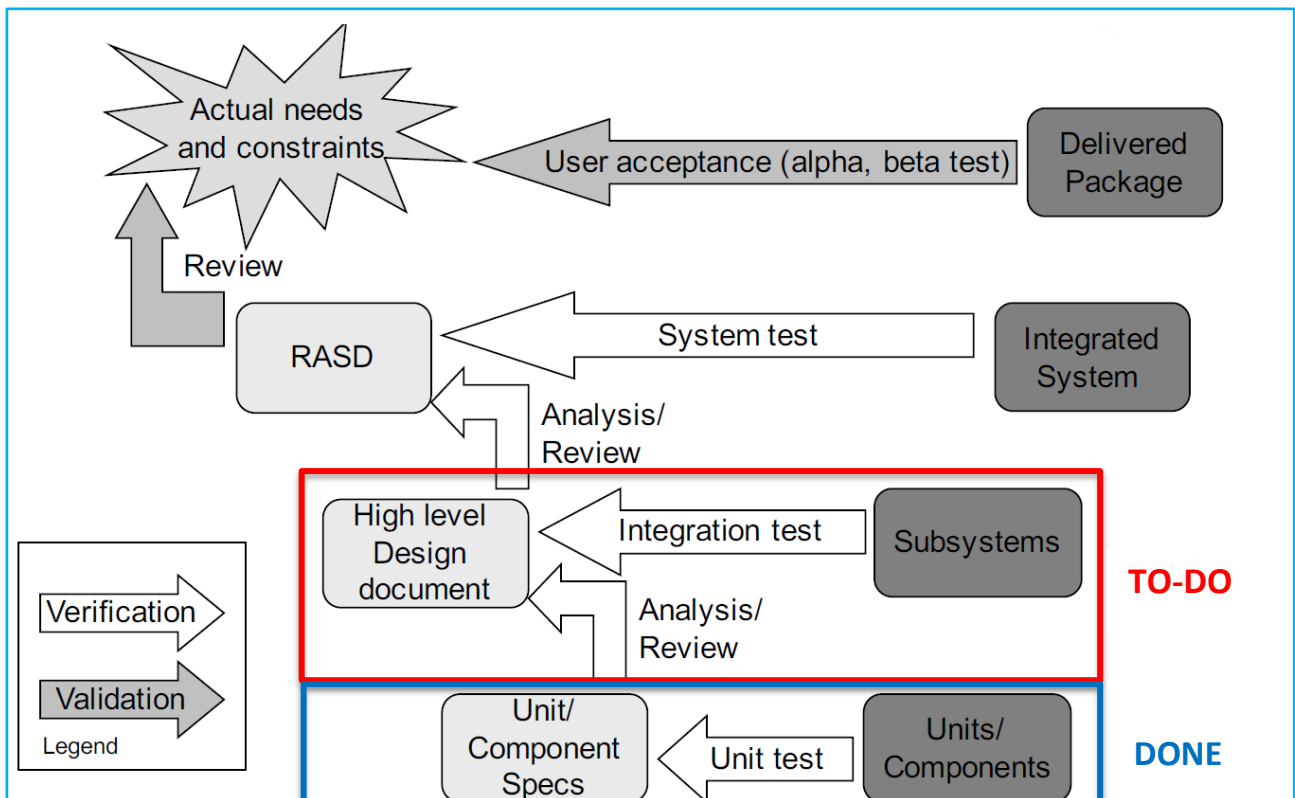 Actual needs
and constraints
User acceptance (alpha, beta test)
Delivered
Package
Review
RASD
System test
Integrated
System
Analysis/
Review
High level
Design
document
Integration test
Subsystems
TO-DO
Analysis/
Review
Verification
Validation
Legend
Unit/
Component
Specs
Unit test
Units/
Components
DONE